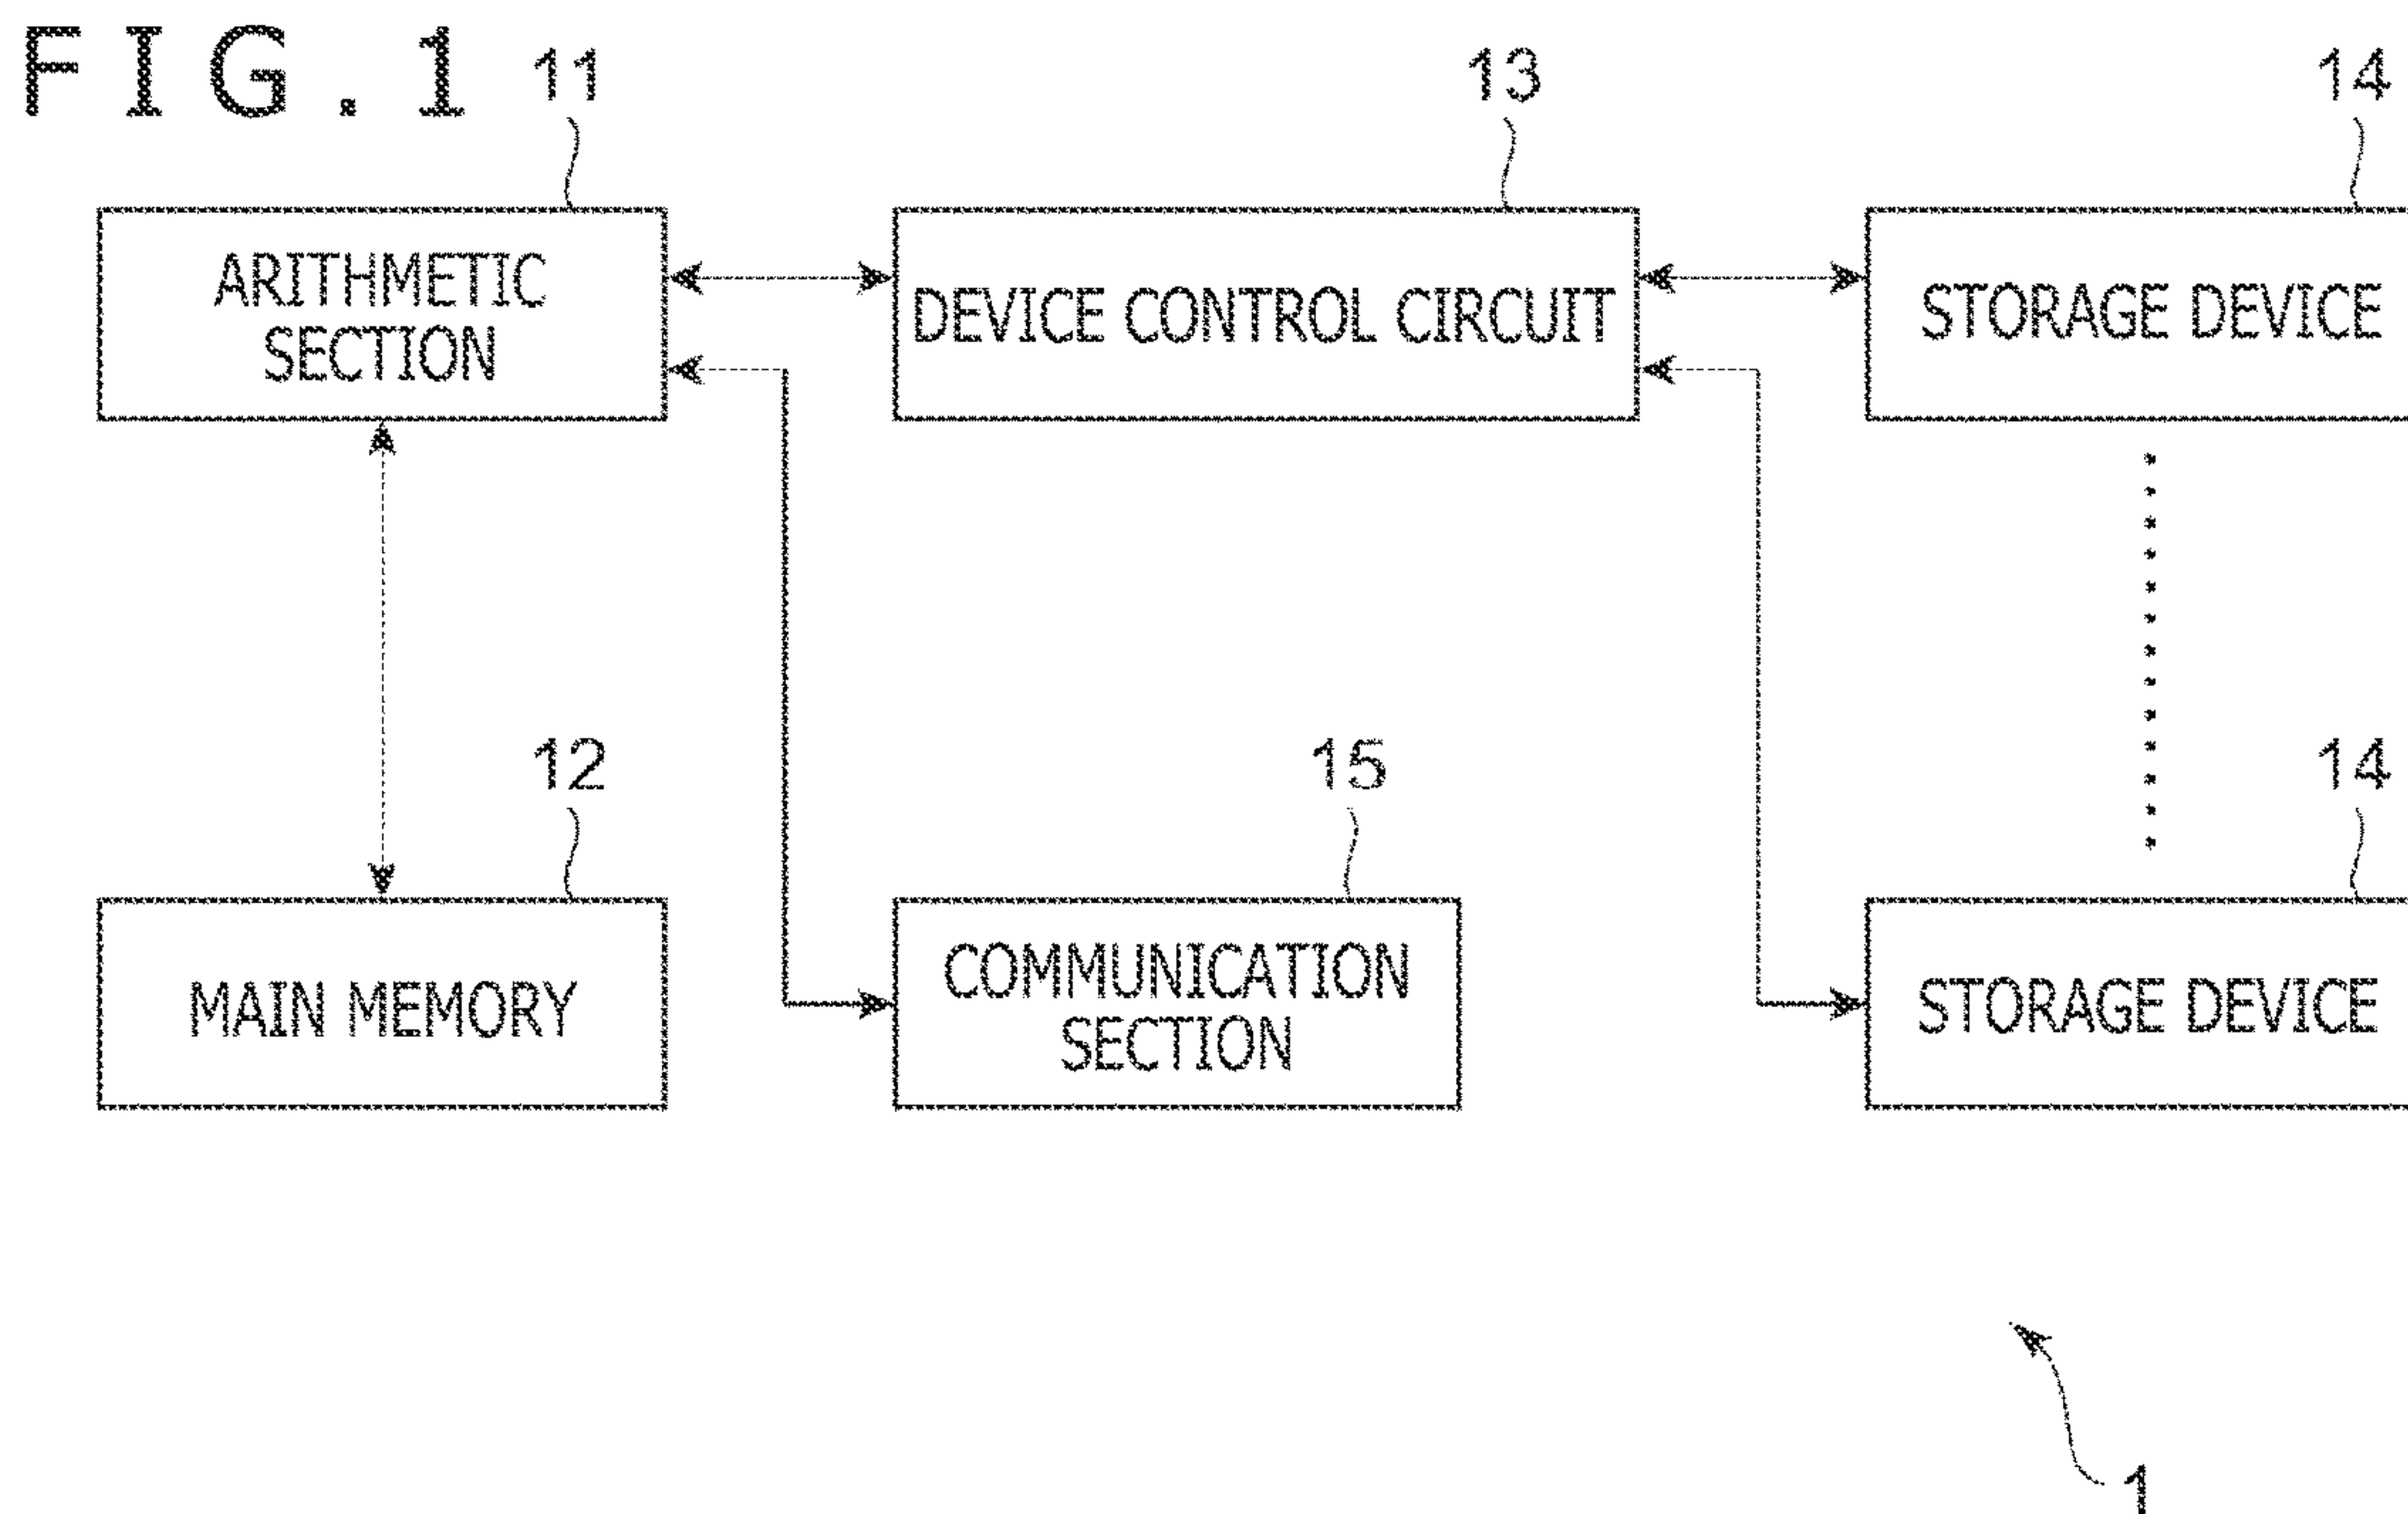 FIG.1
11
13
14
ARITHMETIC
SECTION
DEVICE CONTROL CIRCUIT
STORAGE DEVICE
12
15
14
MAIN MEMORY
COMMUNICATION
SECTION
STORAGE DEVICE
1